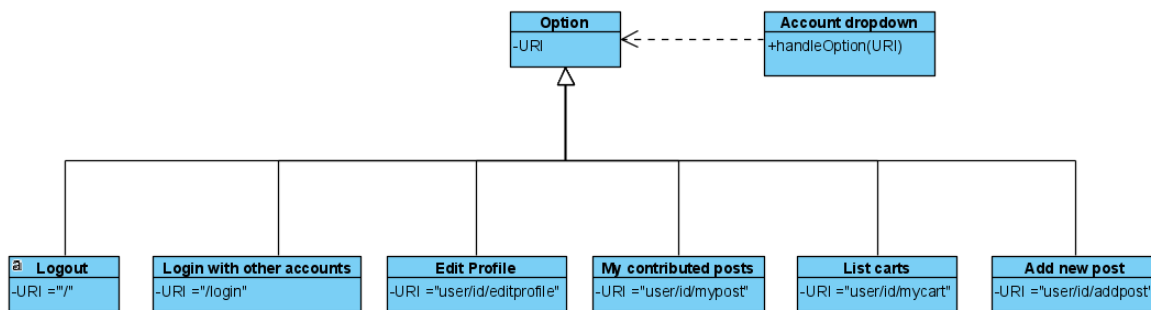 Option
-URI
Account dropdown
+handleOption(URI)
a
Logout
-URI ="/"
Login with other accounts
-URI ="/login"
Edit Profile
-URI ="user/id/editprofile"
My contributed posts
-URI ="user/id/mypost"
List carts
-URI ="user/id/mycart"
Add new post
-URI ="user/id/addpost"